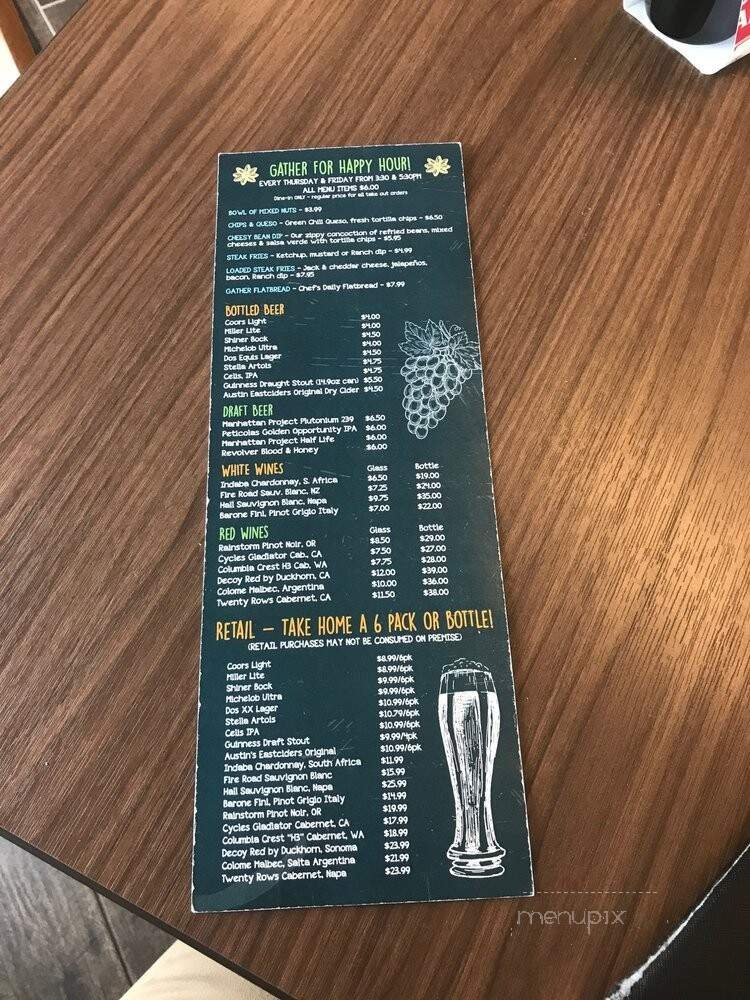 GATHER FOR HAPPY HOUR!
EVERY THURSDAY & FRIDAY FROM 3:30 & 5:30PM
ALL MENU ITEMS $6.00
Dine-in ONLY - regular price for all take out orders
BOWL OF MIXED NUTS - $3.99
CHIPS & QUESO - Green Chili Queso, fresh tortilla chips - $6.50
CHEESY BEAN DIP - Our zippy concoction of refried beans, mixed
cheeses & salsa verde with tortilla chips - $5.95
STEAK FRIES - Ketchup, mustard or Ranch dip - $4.99
LOADED STEAK FRIES - Jack & cheddar cheese, jalapeños,
bacon, Ranch dip - $7.95
GATHER FLATBREAD - Chef's Daily Flatbread - $7.99
BOTTLED BEER
Coors Light $4.00
Miller Lite $4.00
Shiner Bock $4.50
Michelob Ultra $4.00
Dos Equis Lager $4.50
Stella Artois $4.75
Celis, IPA $4.75
Guinness Draught Stout (14.9oz can) $5.50
Austin Eastciders Original Dry Cider $4.50
DRAFT BEER
Manhattan Project Plutonium 239 $6.50
Peticolas Golden Opportunity IPA $6.00
Manhattan Project Half Life $6.00
Revolver Blood & Honey $6.00
WHITE WINES Glass Bottle
Indaba Chardonnay, S. Africa $6.50 $19.00
Fire Road Sauv. Blanc, NZ $7.25 $24.00
Hall Sauvignon Blanc, Napa $9.75 $35.00
Barone Fini, Pinot Grigio Italy $7.00 $22.00
RED WINES Glass Bottle
Rainstorm Pinot Noir, OR $8.50 $29.00
Cycles Gladiator Cab., CA $7.50 $27.00
Columbia Crest H3 Cab, WA $7.75 $28.00
Decoy Red by Duckhorn, CA $12.00 $39.00
Colome Malbec, Argentina $10.00 $36.00
Twenty Rows Cabernet, CA $11.50 $38.00
RETAIL - TAKE HOME A 6 PACK OR BOTTLE!
(RETAIL PURCHASES MAY NOT BE CONSUMED ON PREMISE)
Coors Light $8.99/6pk
Miller Lite $8.99/6pk
Shiner Bock $9.99/6pk
Michelob Ultra $9.99/6pk
Dos XX Lager $10.99/6pk
Stella Artois $10.79/6pk
Celis IPA $10.99/6pk
Guinness Draft Stout $9.99/4pk
Austin's Eastciders Original $10.99/6pk
Indaba Chardonnay, South Africa $11.99
Fire Road Sauvignon Blanc $15.99
Hall Sauvignon Blanc, Napa $25.99
Barone Fini, Pinot Grigio Italy $14.99
Rainstorm Pinot Noir, OR $19.99
Cycles Gladiator Cabernet, CA $17.99
Columbia Crest "H3" Cabernet, WA $18.99
Decoy Red by Duckhorn, Sonoma $23.99
Colome Malbec, Salta Argentina $21.99
Twenty Rows Cabernet, Napa $23.99
menupix